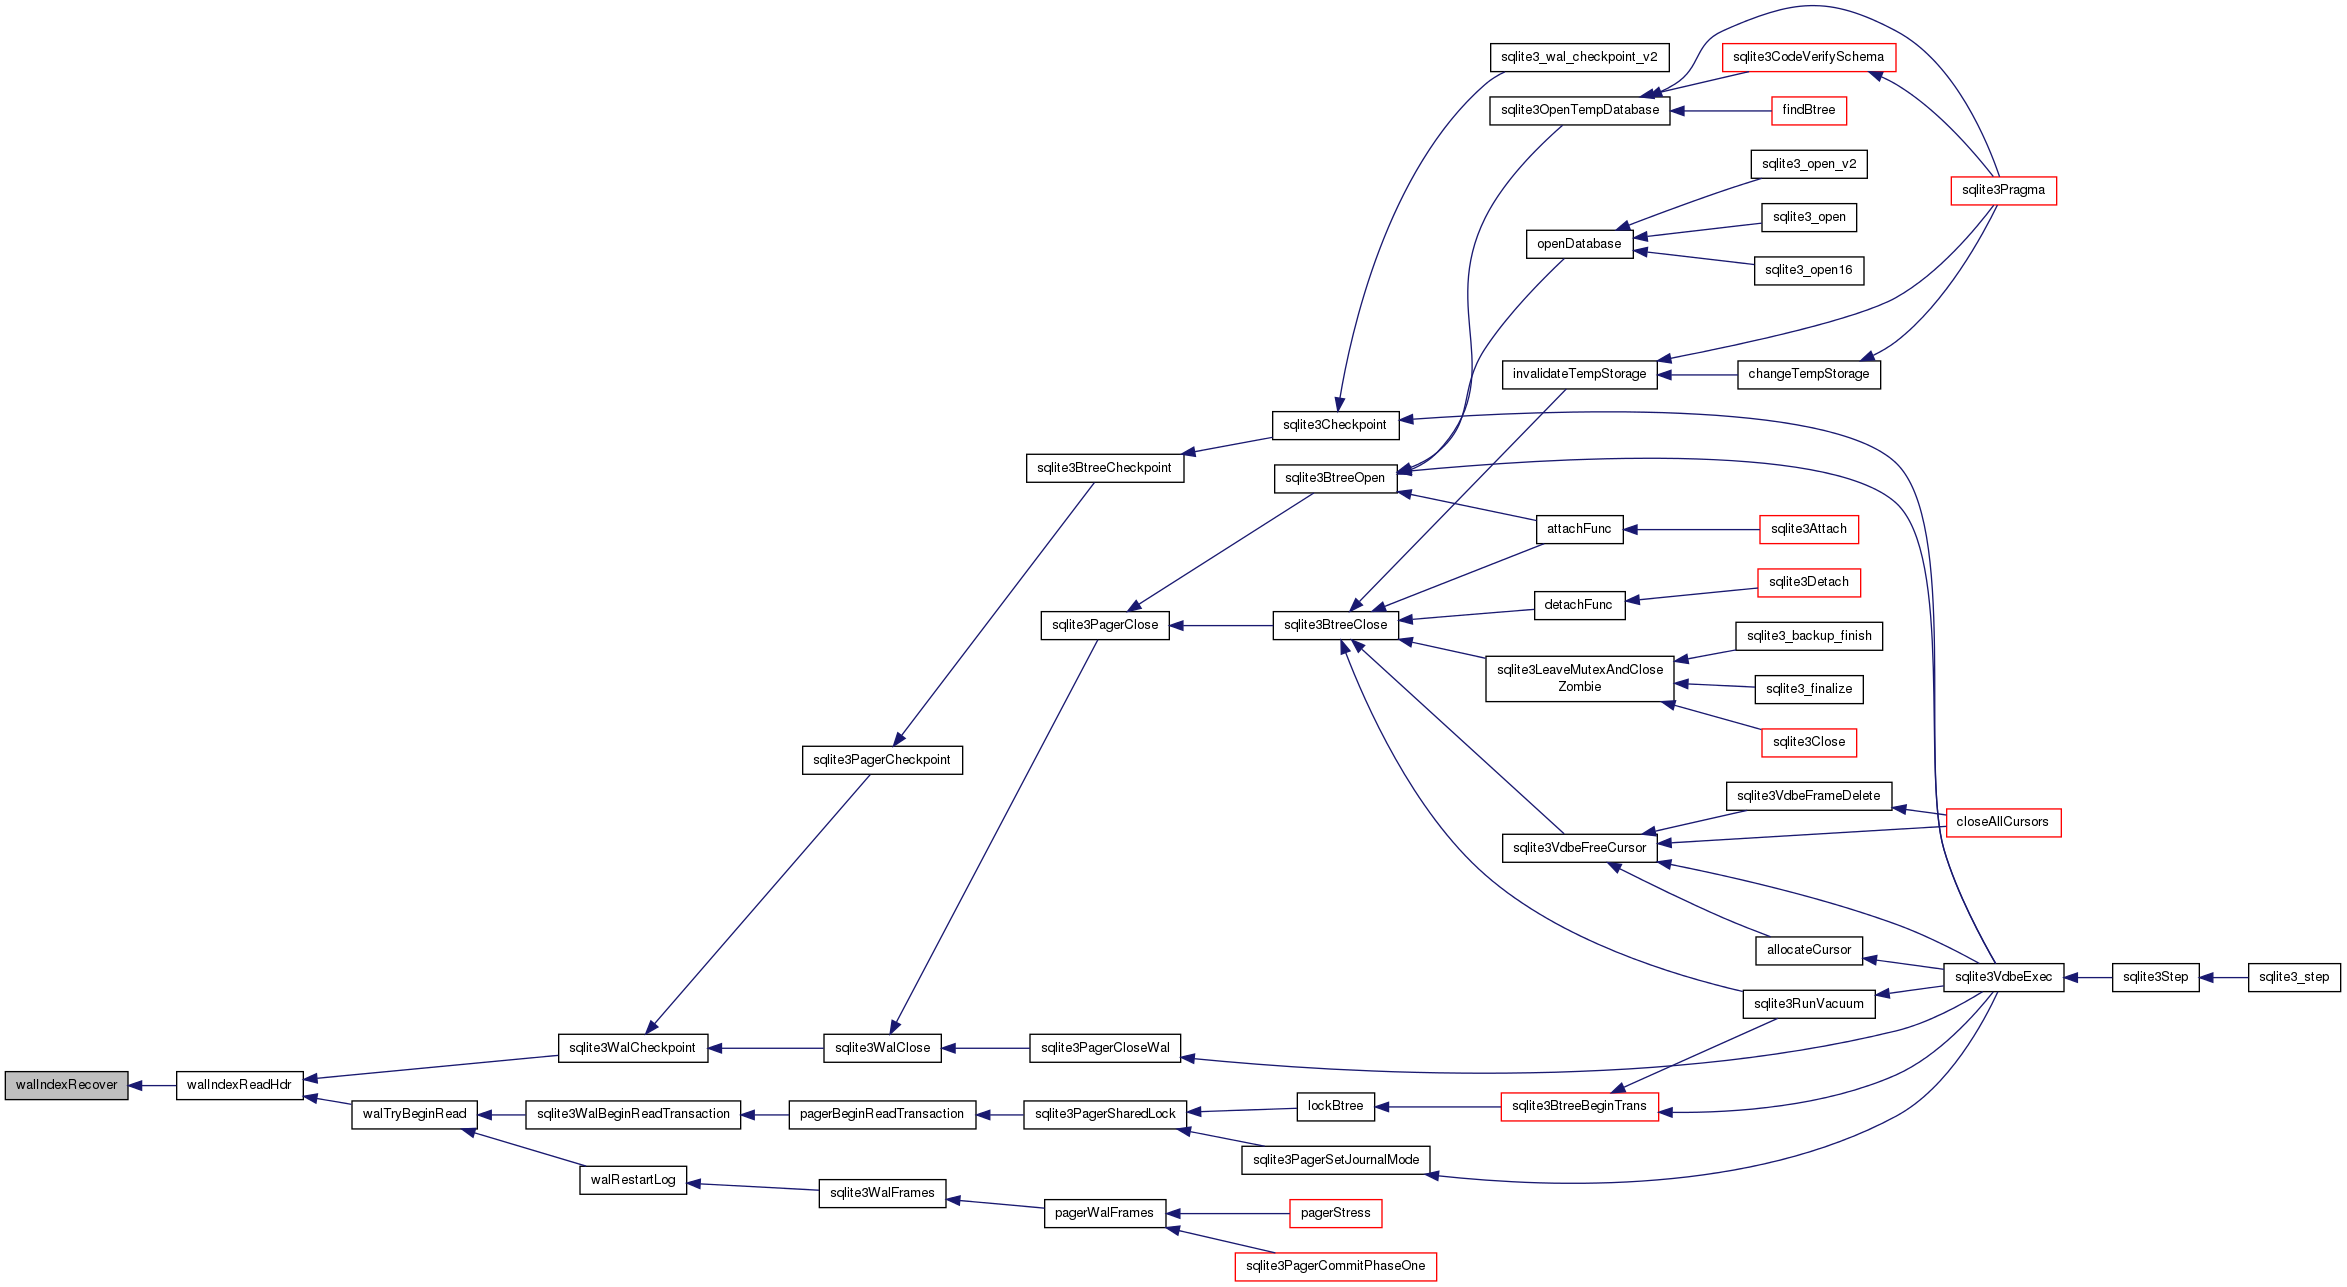 sqlite3_wal_checkpoint_v2
sqlite3CodeVerifySchema
sqlite3OpenTempDatabase
findBtree
sqlite3_open_v2
sqlite3Pragma
sqlite3_open
openDatabase
sqlite3_open16
invalidateTempStorage
changeTempStorage
sqlite3Checkpoint
sqlite3BtreeCheckpoint
sqlite3BtreeOpen
attachFunc
sqlite3Attach
sqlite3Detach
detachFunc
sqlite3PagerClose
sqlite3BtreeClose
sqlite3_backup_finish
sqlite3LeaveMutexAndClose
Zombie
sqlite3_finalize
sqlite3Close
sqlite3PagerCheckpoint
sqlite3VdbeFrameDelete
closeAllCursors
sqlite3VdbeFreeCursor
allocateCursor
sqlite3VdbeExec
sqlite3Step
sqlite3_step
sqlite3RunVacuum
sqlite3WalCheckpoint
sqlite3WalClose
sqlite3PagerCloseWal
walIndexRecover
walIndexReadHdr
walTryBeginRead
sqlite3WalBeginReadTransaction
pagerBeginReadTransaction
sqlite3PagerSharedLock
lockBtree
sqlite3BtreeBeginTrans
sqlite3PagerSetJournalMode
walRestartLog
sqlite3WalFrames
pagerWalFrames
pagerStress
sqlite3PagerCommitPhaseOne